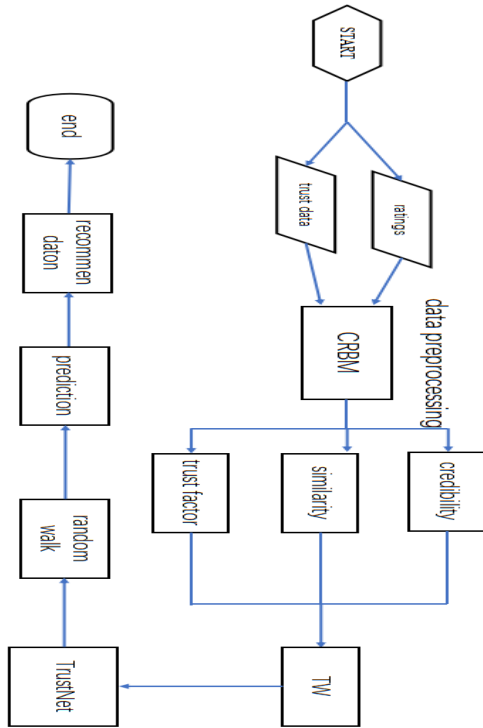 START
ratings
trust data
CRBM
data preprocessing
credibility
similarity
trust factor
TW
TrustNet
random
walk
prediction
recommen
daton
end